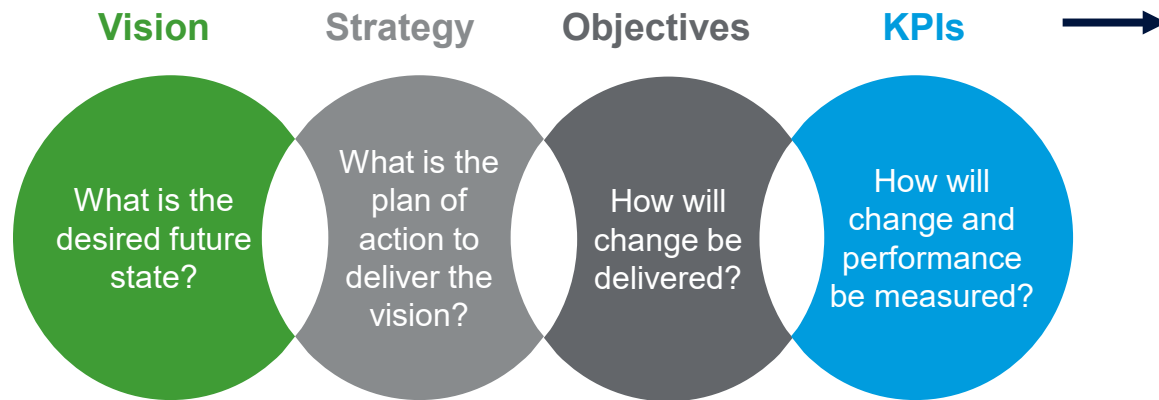 Vision
Strategy
Objectives
KPIs
What is the
desired future
state?
What is the
plan of
action to
deliver the
vision?
How will
change be
delivered?
How will
change and
performance
be measured?